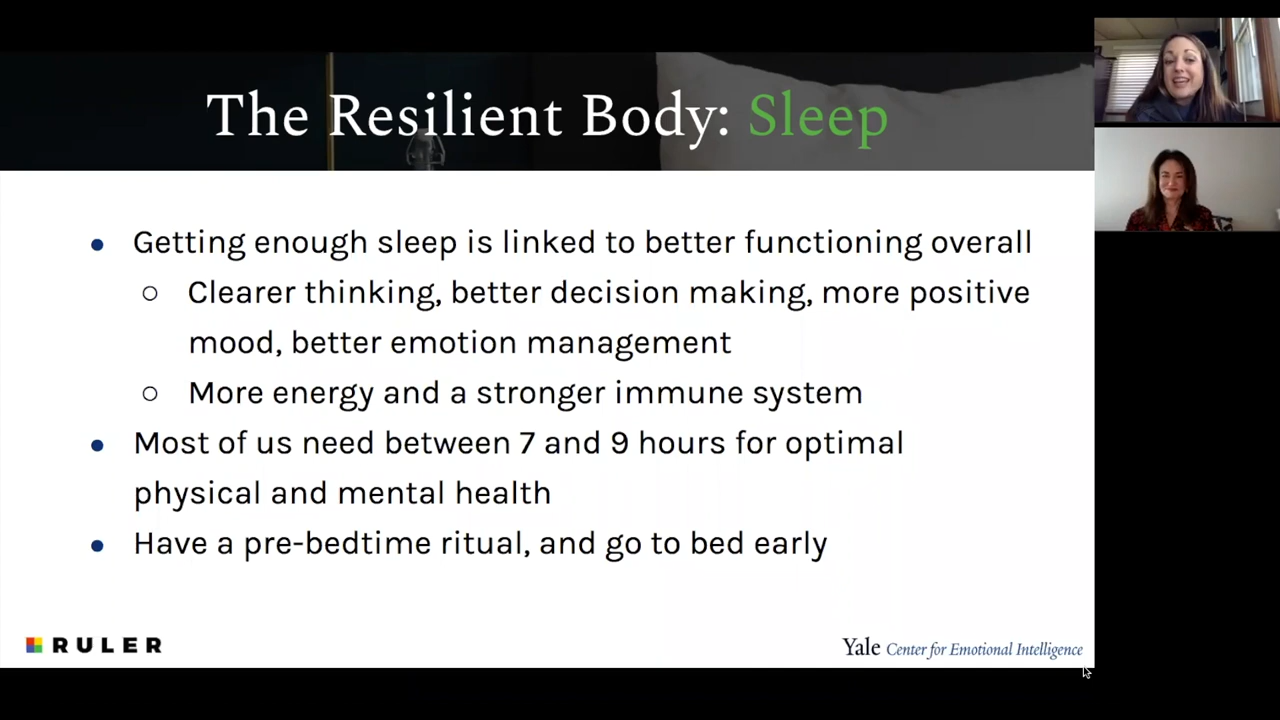 The Resilient Body: Sleep
● Getting enough sleep is linked to better functioning overall
○ Clearer thinking, better decision making, more positive
mood, better emotion management
○ More energy and a stronger immune system
● Most of us need between 7 and 9 hours for optimal
physical and mental health
● Have a pre-bedtime ritual, and go to bed early
RULER
Yale Center for Emotional Intelligence